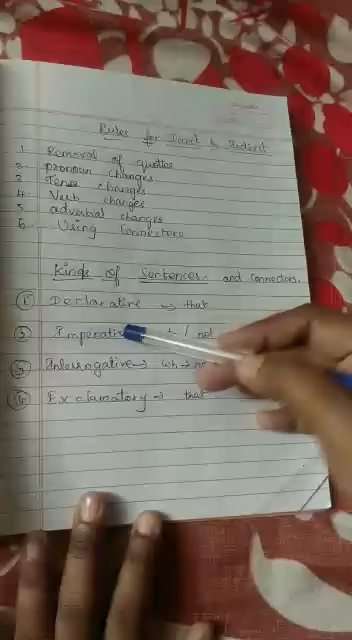 Rules for Direct to Indirect
1. Removal of quotes
2. pronoun changes
3. Tense changes
4. Verb changes
5. adverbial changes
6. Using Connectors
Kinds of Sentences and connectors.
① Declarative → that
② Imperative / not
③ Interrogative → wh →
④ Exclamatory → that